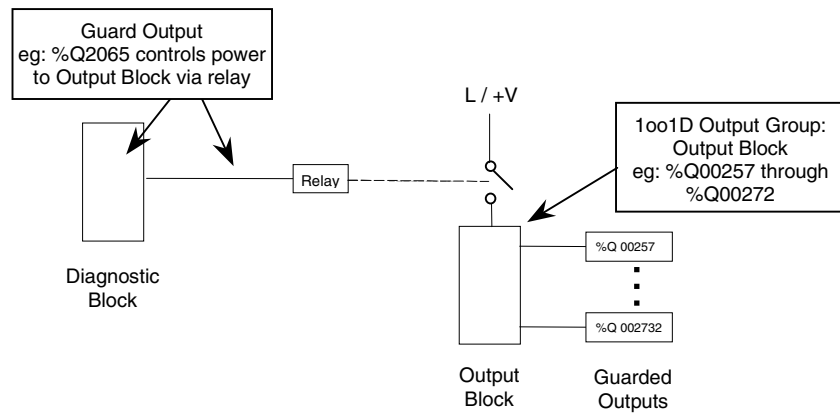 Guard Output
eg: %Q2065 controls power
to Output Block via relay
L / +V
1oo1D Output Group:
Output Block
eg: %Q00257 through
%Q00272
Relay
Diagnostic
Block
%Q 00257
%Q 002732
Output
Block
Guarded
Outputs